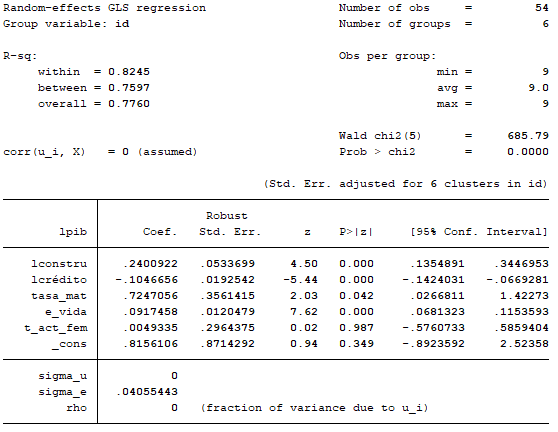 Random-effects GLS regression Number of obs = 54
Group variable: id Number of groups = 6
R-sq: Obs per group:
within = 0.8245 min = 9
between = 0.7597 avg = 9.0
overall = 0.7760 max = 9
Wald chi2(5) = 685.79
corr(u_i, X) = 0 (assumed) Prob > chi2 = 0.0000
(Std. Err. adjusted for 6 clusters in id)
Robust
lpib Coef. Std. Err. z P>|z| [95% Conf. Interval]
lconstru .2400922 .0533699 4.50 0.000 .1354891 .3446953
lcrédito -.1046656 .0192542 -5.44 0.000 -.1424031 -.0669281
tasa_mat .7247056 .3561415 2.03 0.042 .0266811 1.42273
e_vida .0917458 .0120479 7.62 0.000 .0681323 .1153593
t_act_fem .0049335 .2964375 0.02 0.987 -.5760733 .5859404
_cons .8156106 .8714292 0.94 0.349 -.8923592 2.52358
sigma_u 0
sigma_e .04055443
rho 0 (fraction of variance due to u_i)